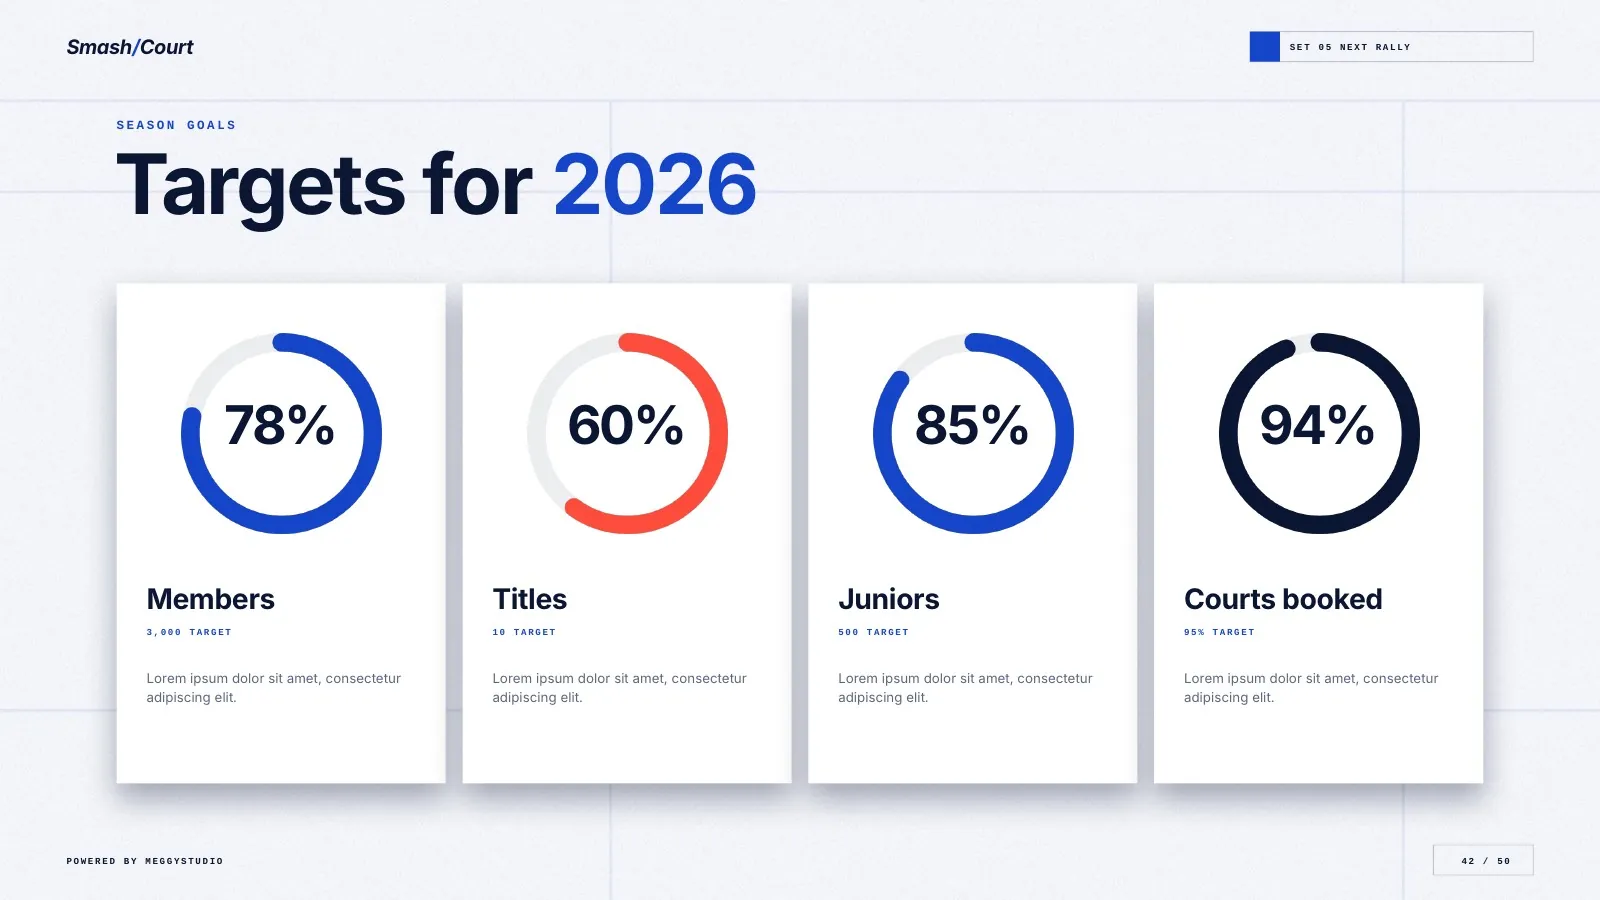 Smash/Court
SET 05 NEXT RALLY
SEASON GOALS
Targets for 2026
78%
Members
3,000 TARGET
Lorem ipsum dolor sit amet, consectetur
adipiscing elit.
60%
Titles
10 TARGET
Lorem ipsum dolor sit amet, consectetur
adipiscing elit.
85%
Juniors
500 TARGET
Lorem ipsum dolor sit amet, consectetur
adipiscing elit.
94%
Courts booked
95% TARGET
Lorem ipsum dolor sit amet, consectetur
adipiscing elit.
POWERED BY MEGGYSTUDIO
42 / 50